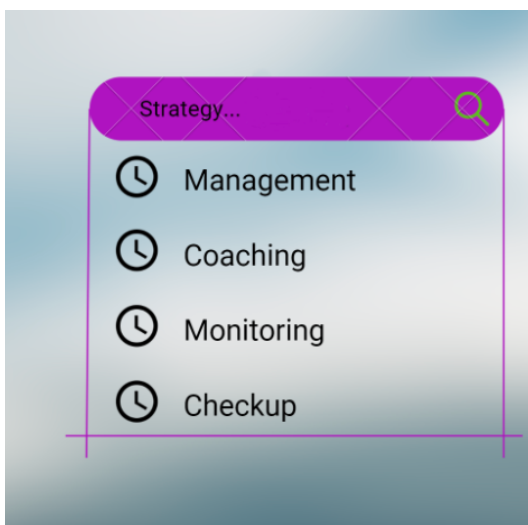 Strategy...
Management
Coaching
Monitoring
Checkup